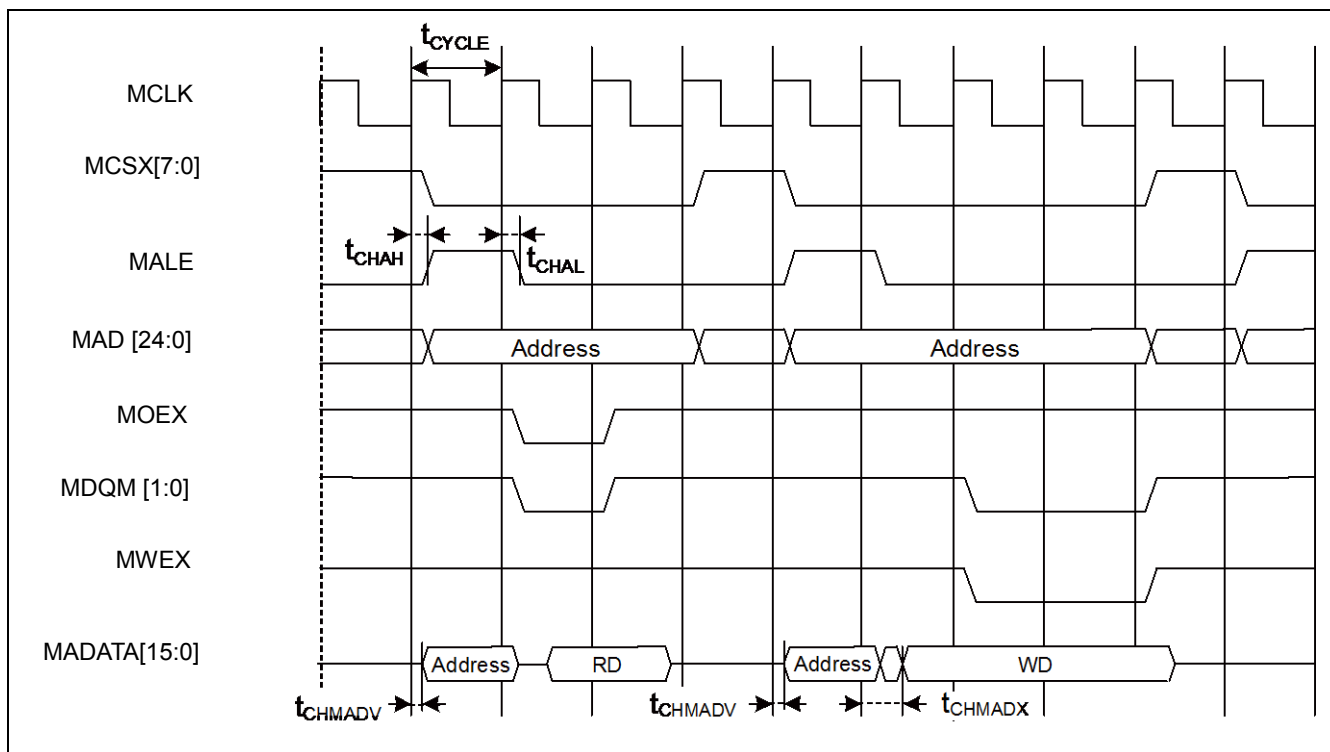 tCYCLE
MCLK
MCSX[7:0]
tCHAH
tCHAL
MALE
MAD [24:0]
Address
Address
MOEX
MDQM [1:0]
MWEX
MADATA[15:0]
Address
RD
Address
WD
tCHMADV
tCHMADV
tCHMADX